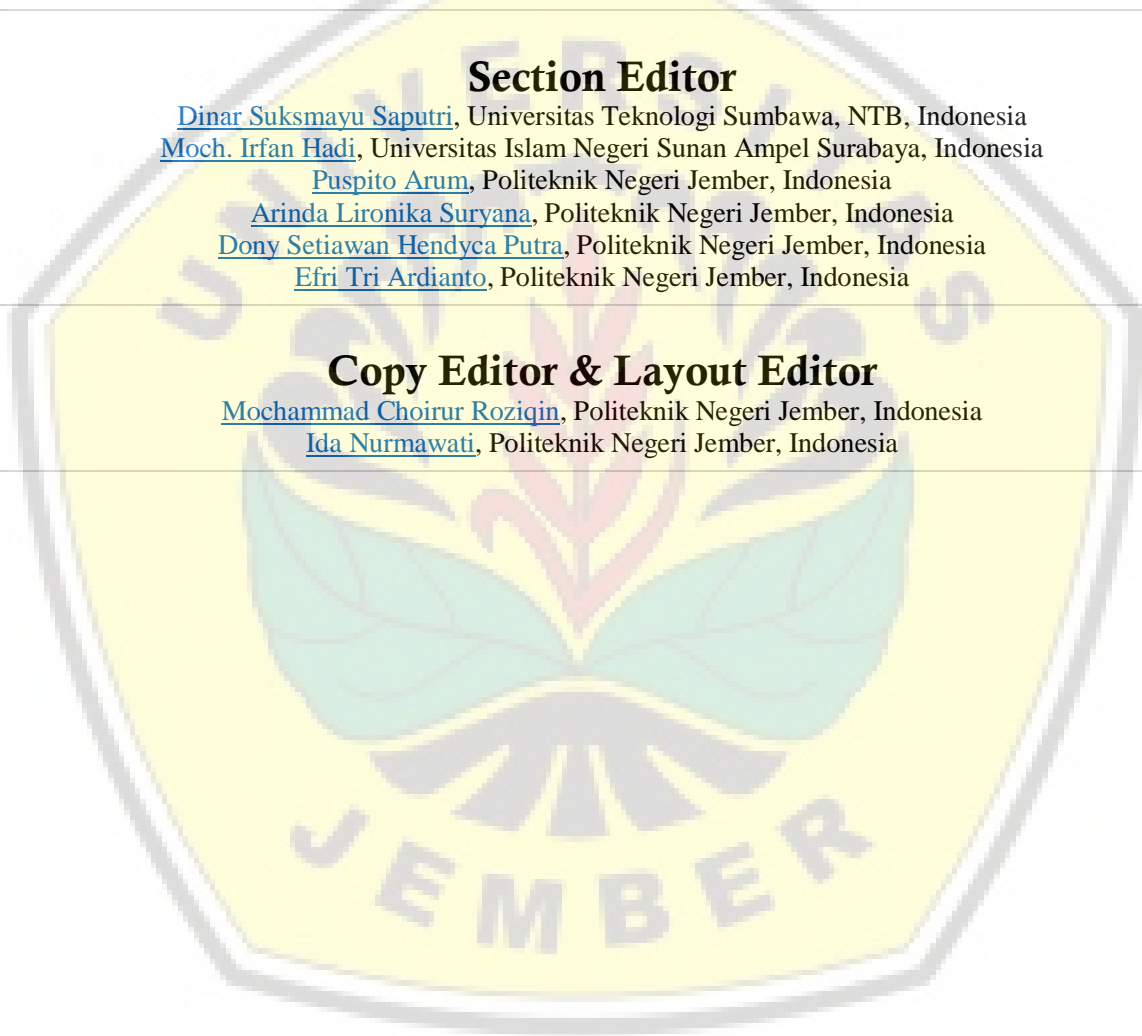 Section Editor
Dinar Suksmayu Saputri, Universitas Teknologi Sumbawa, NTB, Indonesia
Moch. Irfan Hadi, Universitas Islam Negeri Sunan Ampel Surabaya, Indonesia
Puspito Arum, Politeknik Negeri Jember, Indonesia
Arinda Lironika Suryana, Politeknik Negeri Jember, Indonesia
Dony Setiawan Hendyca Putra, Politeknik Negeri Jember, Indonesia
Efri Tri Ardianto, Politeknik Negeri Jember, Indonesia
Copy Editor & Layout Editor
Mochammad Choirur Roziqin, Politeknik Negeri Jember, Indonesia
Ida Nurmawati, Politeknik Negeri Jember, Indonesia
UNIVERSITAS
JEMBER